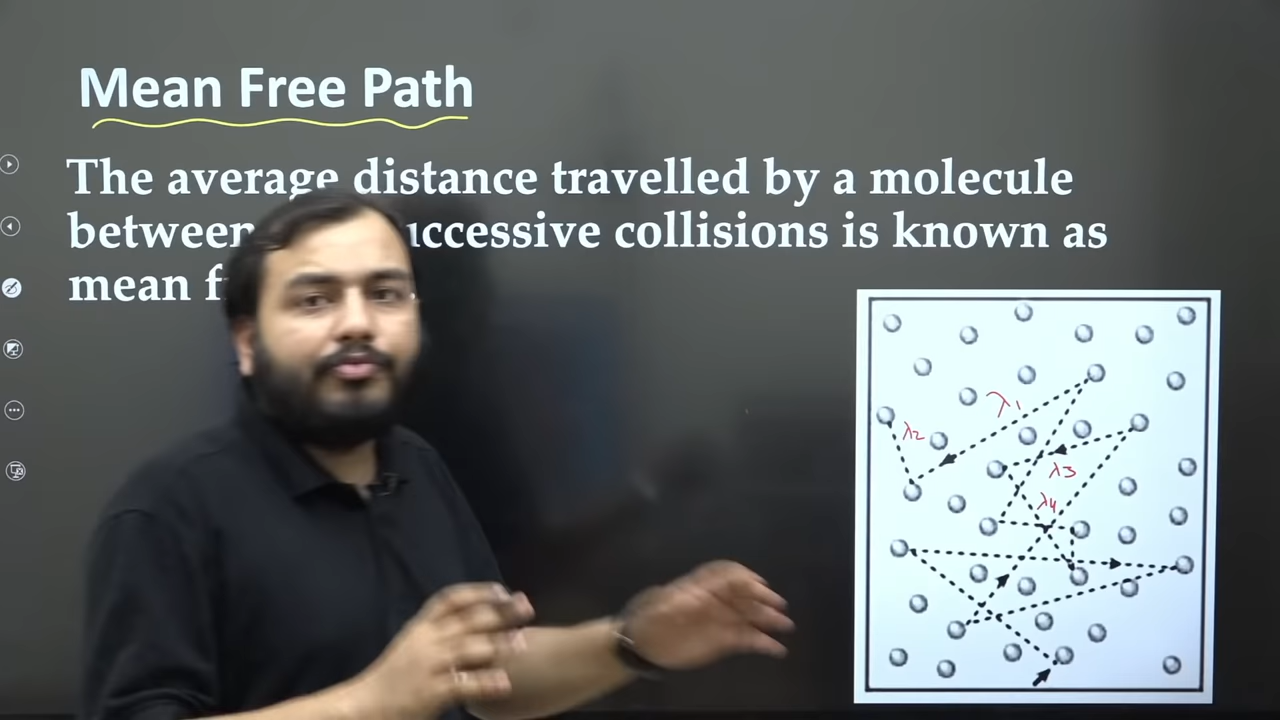 Mean Free Path
The average distance travelled by a molecule
between successive collisions is known as
mean
λ1
λ2
λ3
λ4